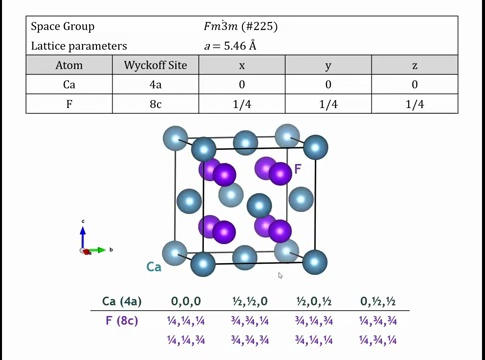 Space Group Fm3̄m (#225)
Lattice parameters a = 5.46 Å
Atom Wyckoff Site x y z
Ca 4a 0 0 0
F 8c 1/4 1/4 1/4
F
c
b
Ca
Ca (4a) 0,0,0 ½,½,0 ½,0,½ 0,½,½
F (8c) ¼,¼,¼ ¾,¾,¼ ¾,¼,¾ ¼,¾,¾
¼,¼,¾ ¾,¾,¾ ¾,¼,¼ ¼,¾,¼